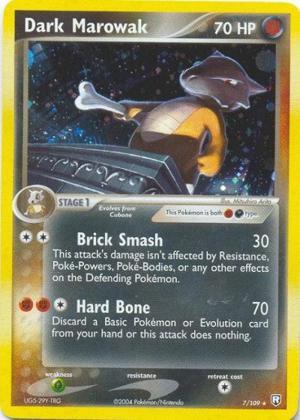 Dark Marowak 70 HP
Illus. Mitsuhiro Arita
STAGE 1
Evolves from
Cubone
This Pokémon is both type.
Brick Smash 30
This attack's damage isn't affected by Resistance,
Poké-Powers, Poké-Bodies, or any other effects
on the Defending Pokémon.
Hard Bone 70
Discard a Basic Pokémon or Evolution card
from your hand or this attack does nothing.
weakness resistance retreat cost
©2004 Pokémon/Nintendo
7/109 ★
R